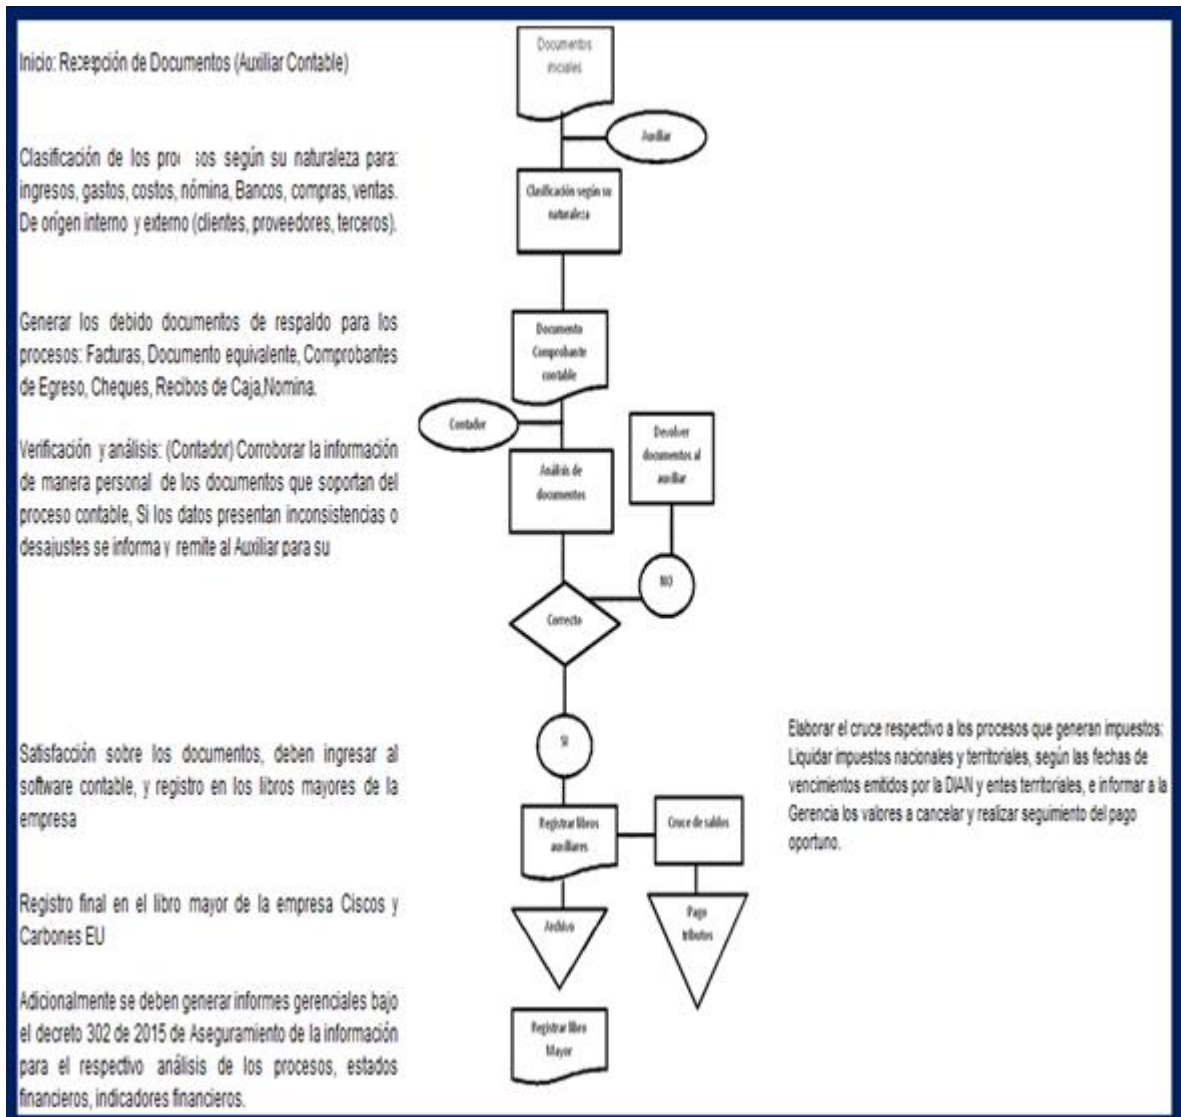 Inicio: Recepción de Documentos (Auxiliar Contable)
Clasificación de los según su naturaleza para:
ingresos, gastos, costos, nómina, Bancos, compras, ventas.
De origen interno y externo (clientes, proveedores, terceros).
Generar los debido documentos de respaldo para los
procesos: Facturas, Documento equivalente, Comprobantes
de Egreso, Cheques, Recibos de Caja,Nomina.
Verificación y análisis: (Contador) Corroborar la información
de manera personal de los documentos que soportan del
proceso contable, Si los datos presentan inconsistencias o
desajustes se informa y remite al Auxiliar para su
Satisfacción sobre los documentos, deben ingresar al
software contable, y registro en los libros mayores de la
empresa
Registro final en el libro mayor de la empresa Ciscos y
Carbones EU
Adicionalmente se deben generar informes gerenciales bajo
el decreto 302 de 2015 de Aseguramiento de la información
para el respectivo análisis de los procesos, estados
financieros, indicadores financieros.
Documentos
iniciales
Auxiliar
Clasificación según su
naturaleza
Documento
Comprobante
contable
Contador
Análisis de
documentos
Devolver
documentos al
auxiliar
NO
Correcto
SI
Registrar libros
auxiliares
Cruce de saldos
Archivo
Pago
tributos
Registrar libro
Mayor
Elaborar el cruce respectivo a los procesos que generan impuestos:
Liquidar impuestos nacionales y territoriales, según las fechas de
vencimientos emitidos por la DIAN y entes territoriales, e informar a la
Gerencia los valores a cancelar y realizar seguimiento del pago
oportuno.